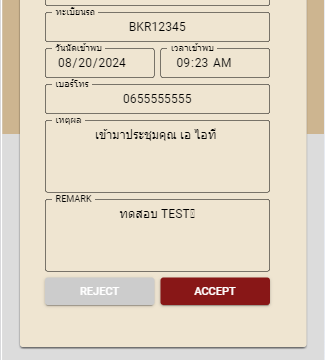 ทะเบียนรถ
BKR12345
วันนัดเข้าพบ
เวลาเข้าพบ
08/20/2024
09:23 AM
เบอร์โทร
0655555555
เหตุผล
เข้ามาประชุมคุณ เอ ไอที
REMARK
ทดสอบ TEST
REJECT
ACCEPT